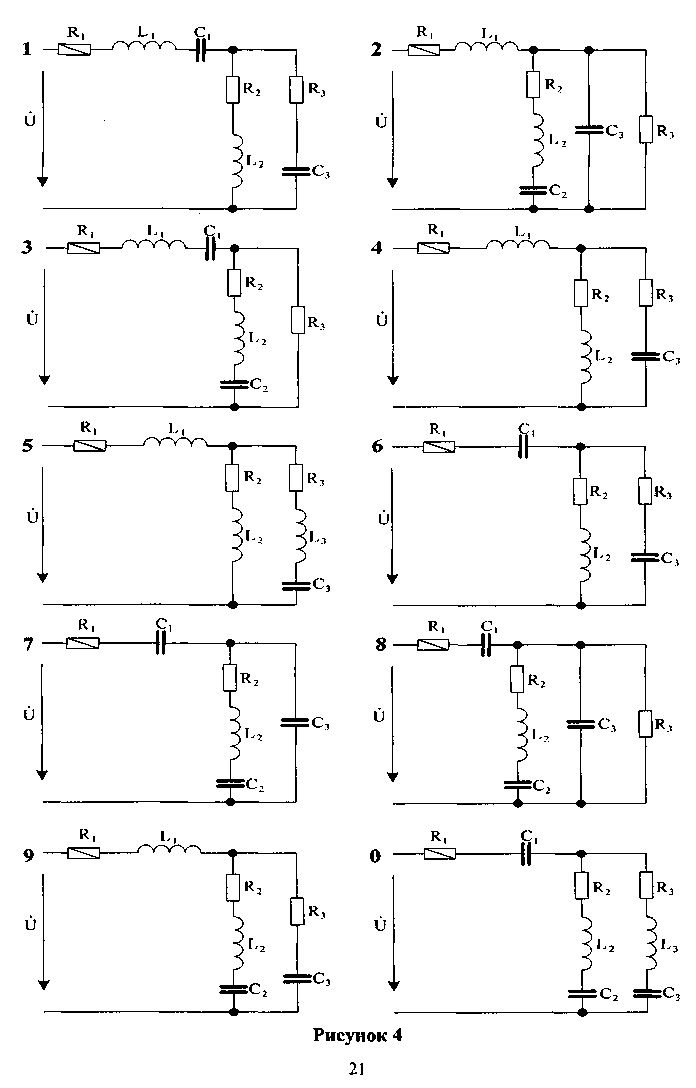 1 R₁ L₁ C₁
U̇ R₂ R₃
L₂ C₃
2 R₁ L₁
U̇ R₂ C₃ R₃
L₂
C₂
3 R₁ L₁ C₁
U̇ R₂ R₃
L₂
C₂
4 R₁ L₁
U̇ R₂ R₃
L₂ C₃
5 R₁ L₁
U̇ R₂ R₃
L₂ L₃
C₃
6 R₁ C₁
U̇ R₂ R₃
L₂ C₃
7 R₁ C₁
U̇ R₂ C₃
L₂
C₂
8 R₁ C₁
U̇ R₂ C₃ R₃
L₂
C₂
9 R₁ L₁
U̇ R₂ R₃
L₂
C₂ C₃
0 R₁ C₁
U̇ R₂ R₃
L₂ L₃
C₂ C₃
Рисунок 4
21